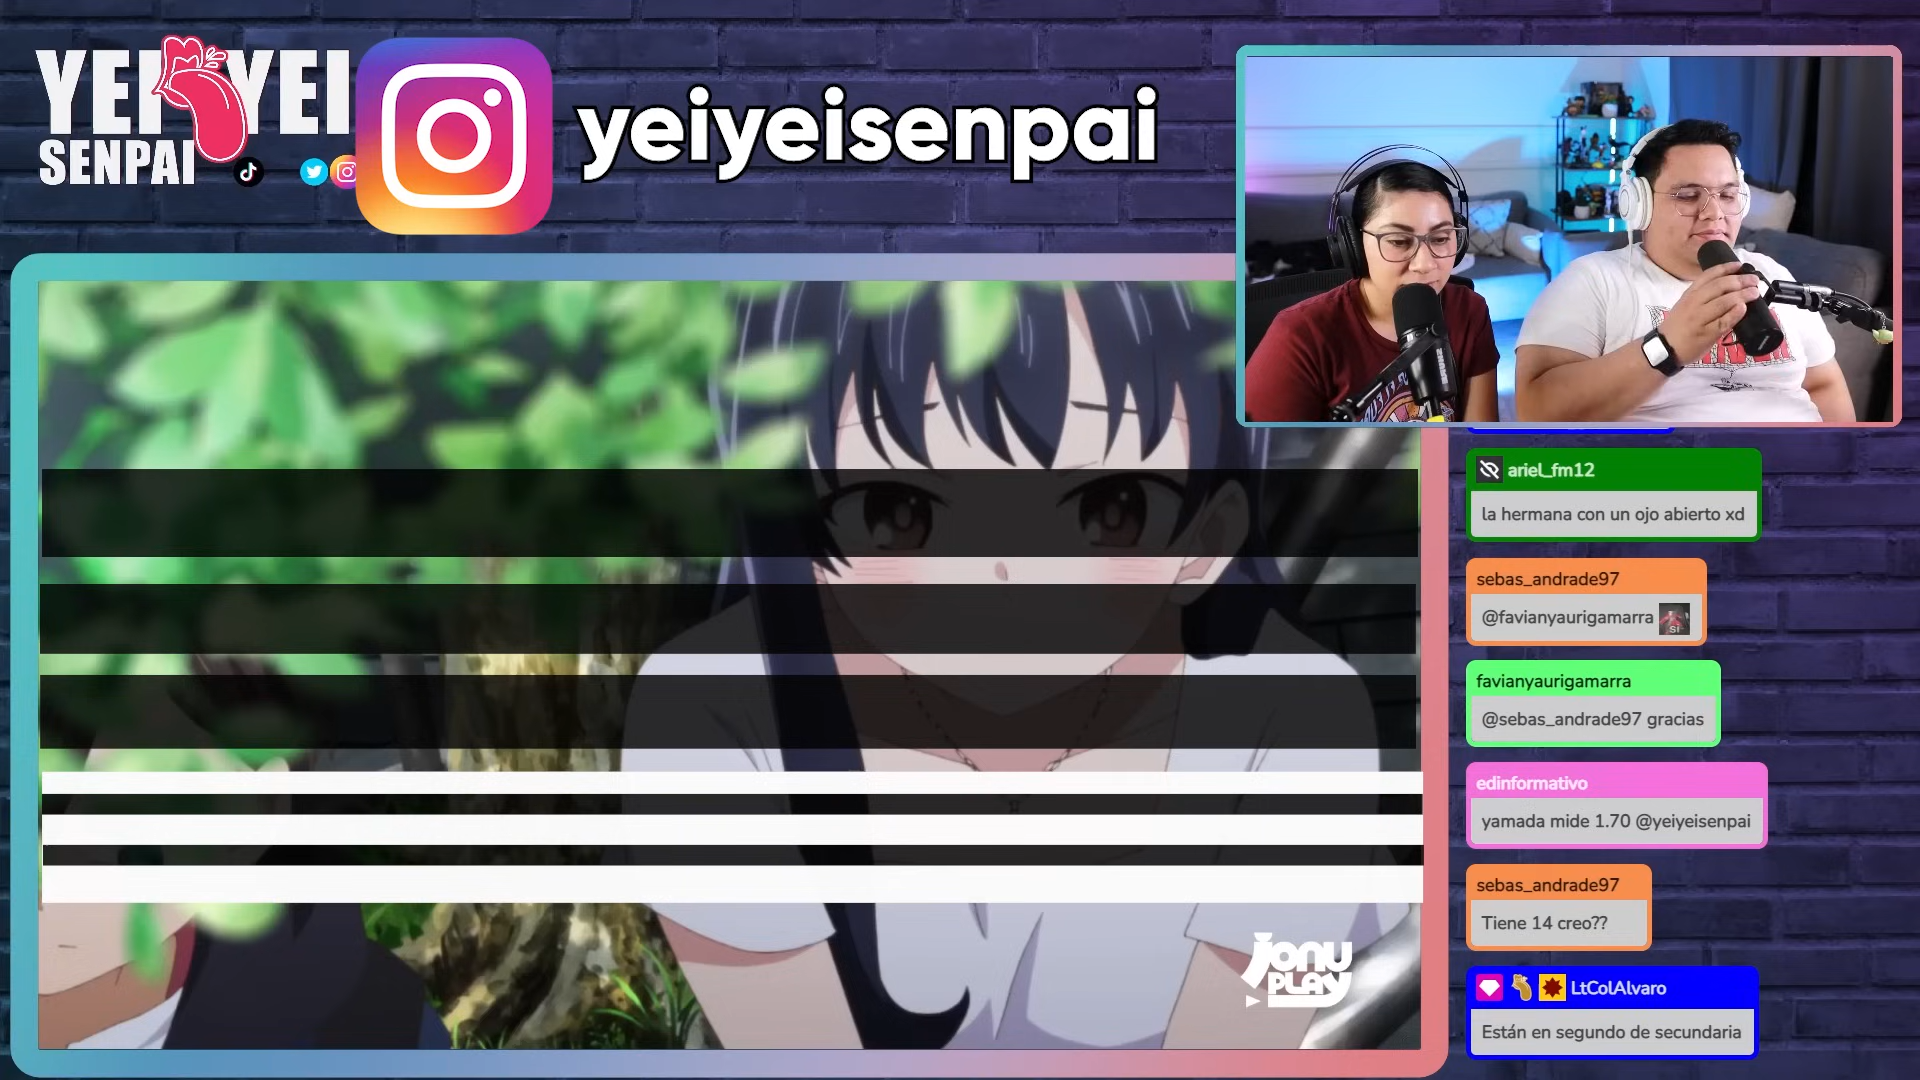 YEI YEI
SENPAI
yeiyeisenpai
ariel_fm12
la hermana con un ojo abierto xd
sebas_andrade97
@favianyaurigamarra
SI
favianyaurigamarra
@sebas_andrade97 gracias
edinformativo
yamada mide 1.70 @yeiyeisenpai
sebas_andrade97
Tiene 14 creo??
LtColAlvaro
Están en segundo de secundaria
JONU
PLAY